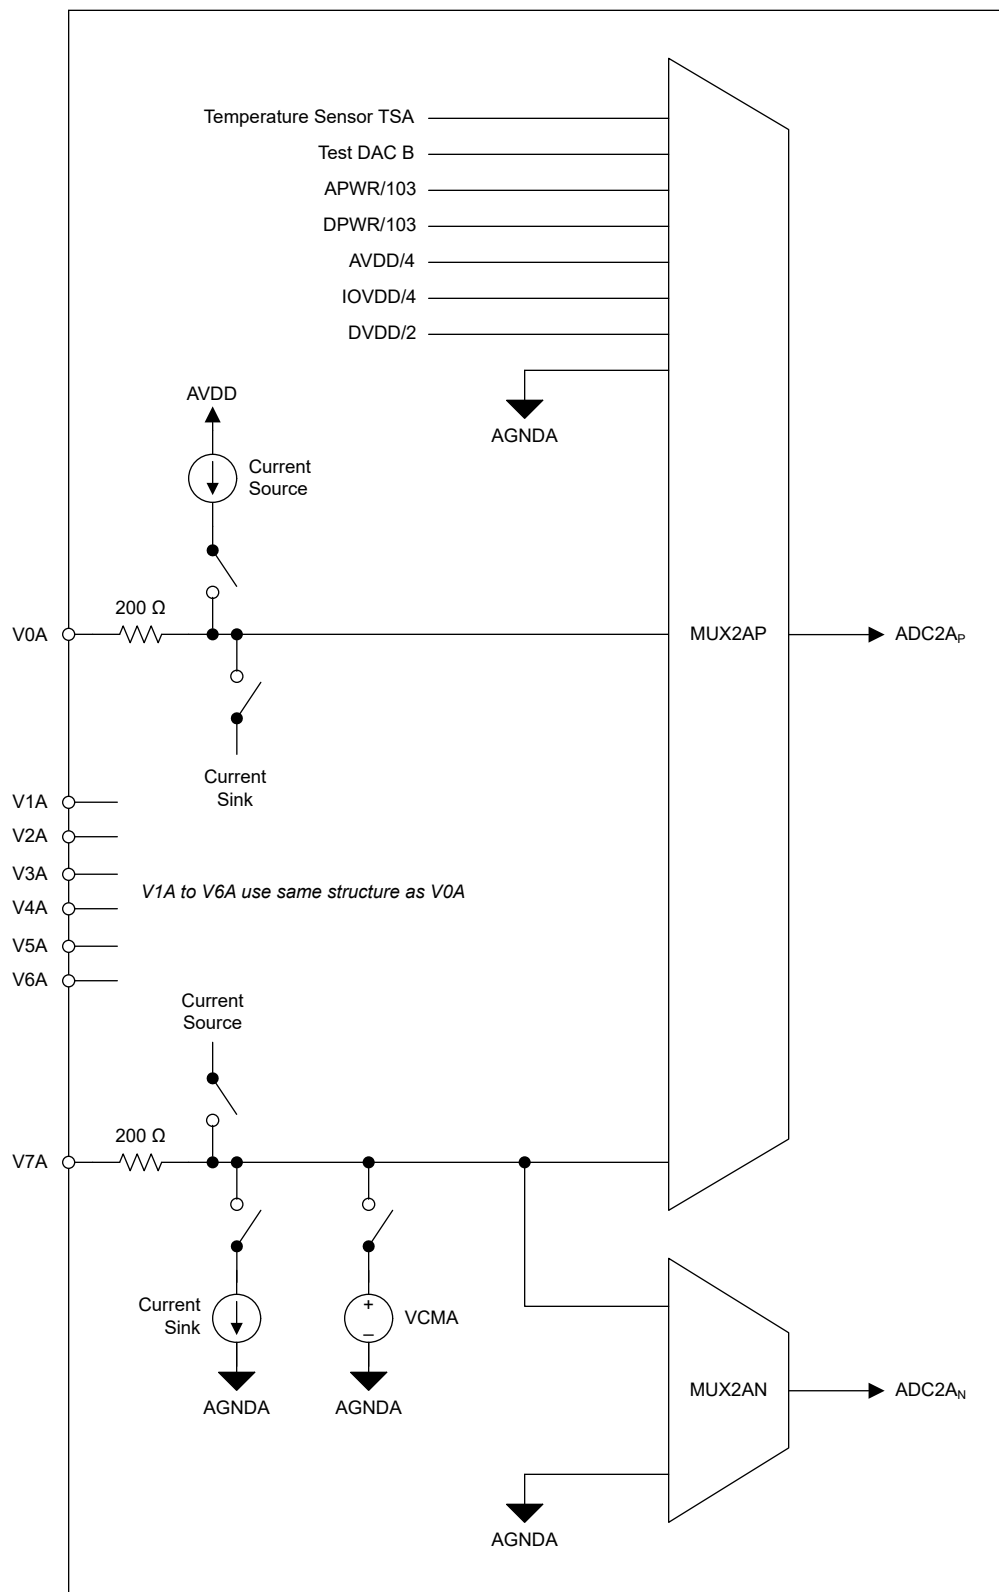 Temperature Sensor TSA
Test DAC B
APWR/103
DPWR/103
AVDD/4
IOVDD/4
DVDD/2
AVDD
AGNDA
Current
Source
200 Ω
V0A
MUX2AP
ADC2AP
Current
Sink
V1A
V2A
V3A
V1A to V6A use same structure as V0A
V4A
V5A
V6A
Current
Source
200 Ω
V7A
Current
Sink
+
–
VCMA
AGNDA
AGNDA
MUX2AN
ADC2AN
AGNDA